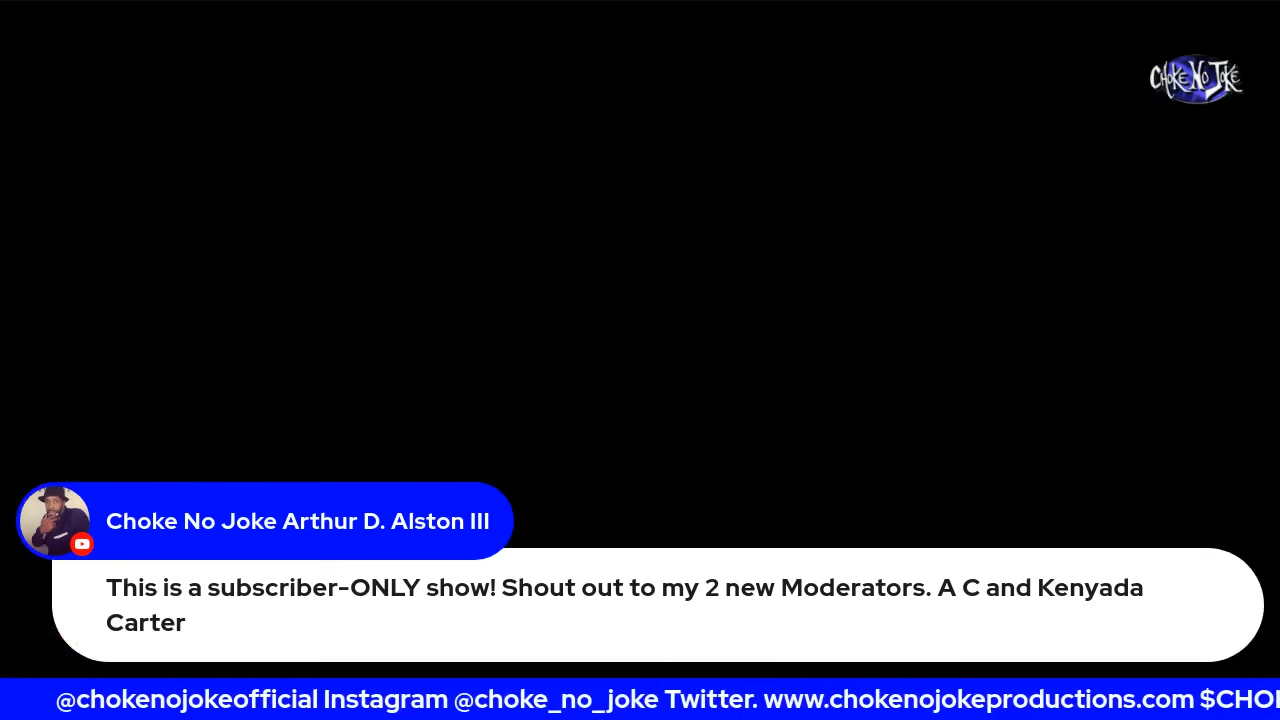 CHOKE NO JOKE
Choke No Joke Arthur D. Alston III
This is a subscriber-ONLY show! Shout out to my 2 new Moderators. A C and Kenyada
Carter
@chokenojokeofficial Instagram @choke_no_joke Twitter. www.chokenojokeproductions.com $CHO